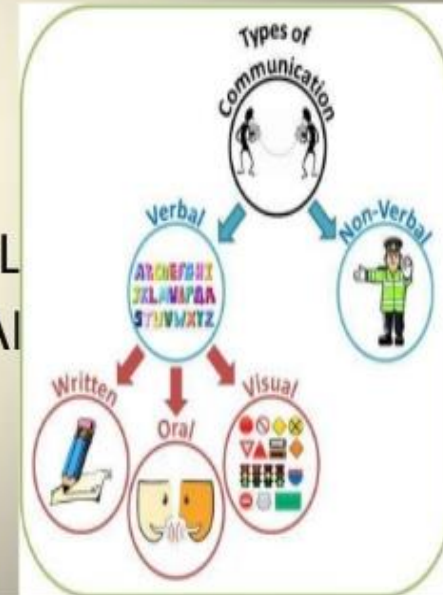 Types of
Communication
Verbal
Non-Verbal
L
ABCDEFGHI
JKLMNOPQR
STUVWXYZ
Written
Oral
Visual